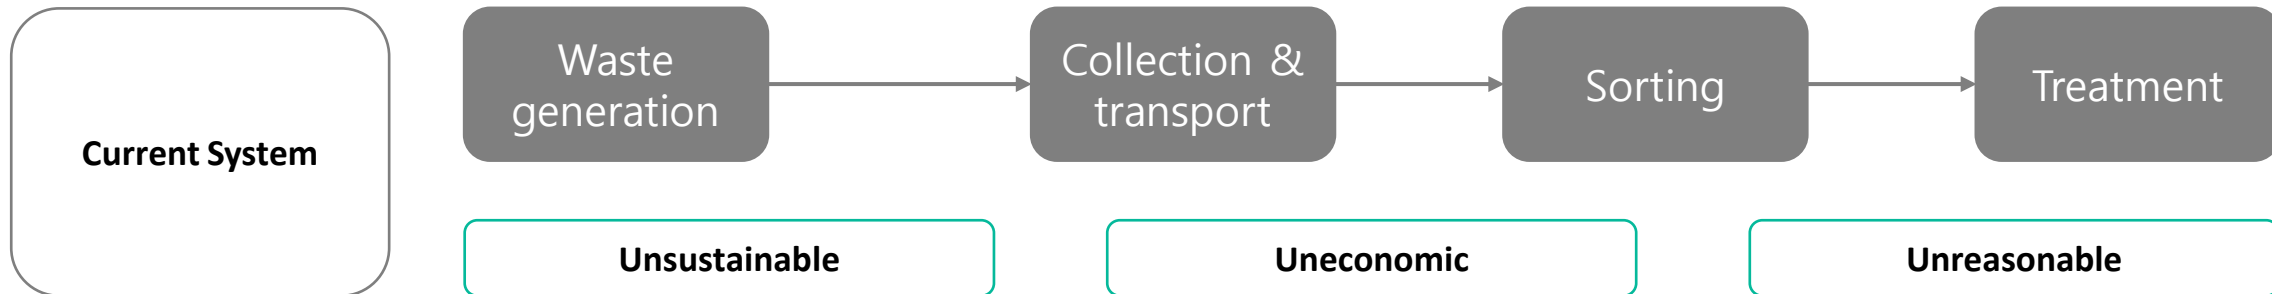 Current System
Waste
generation
Collection &
transport
Sorting
Treatment
Unsustainable
Uneconomic
Unreasonable